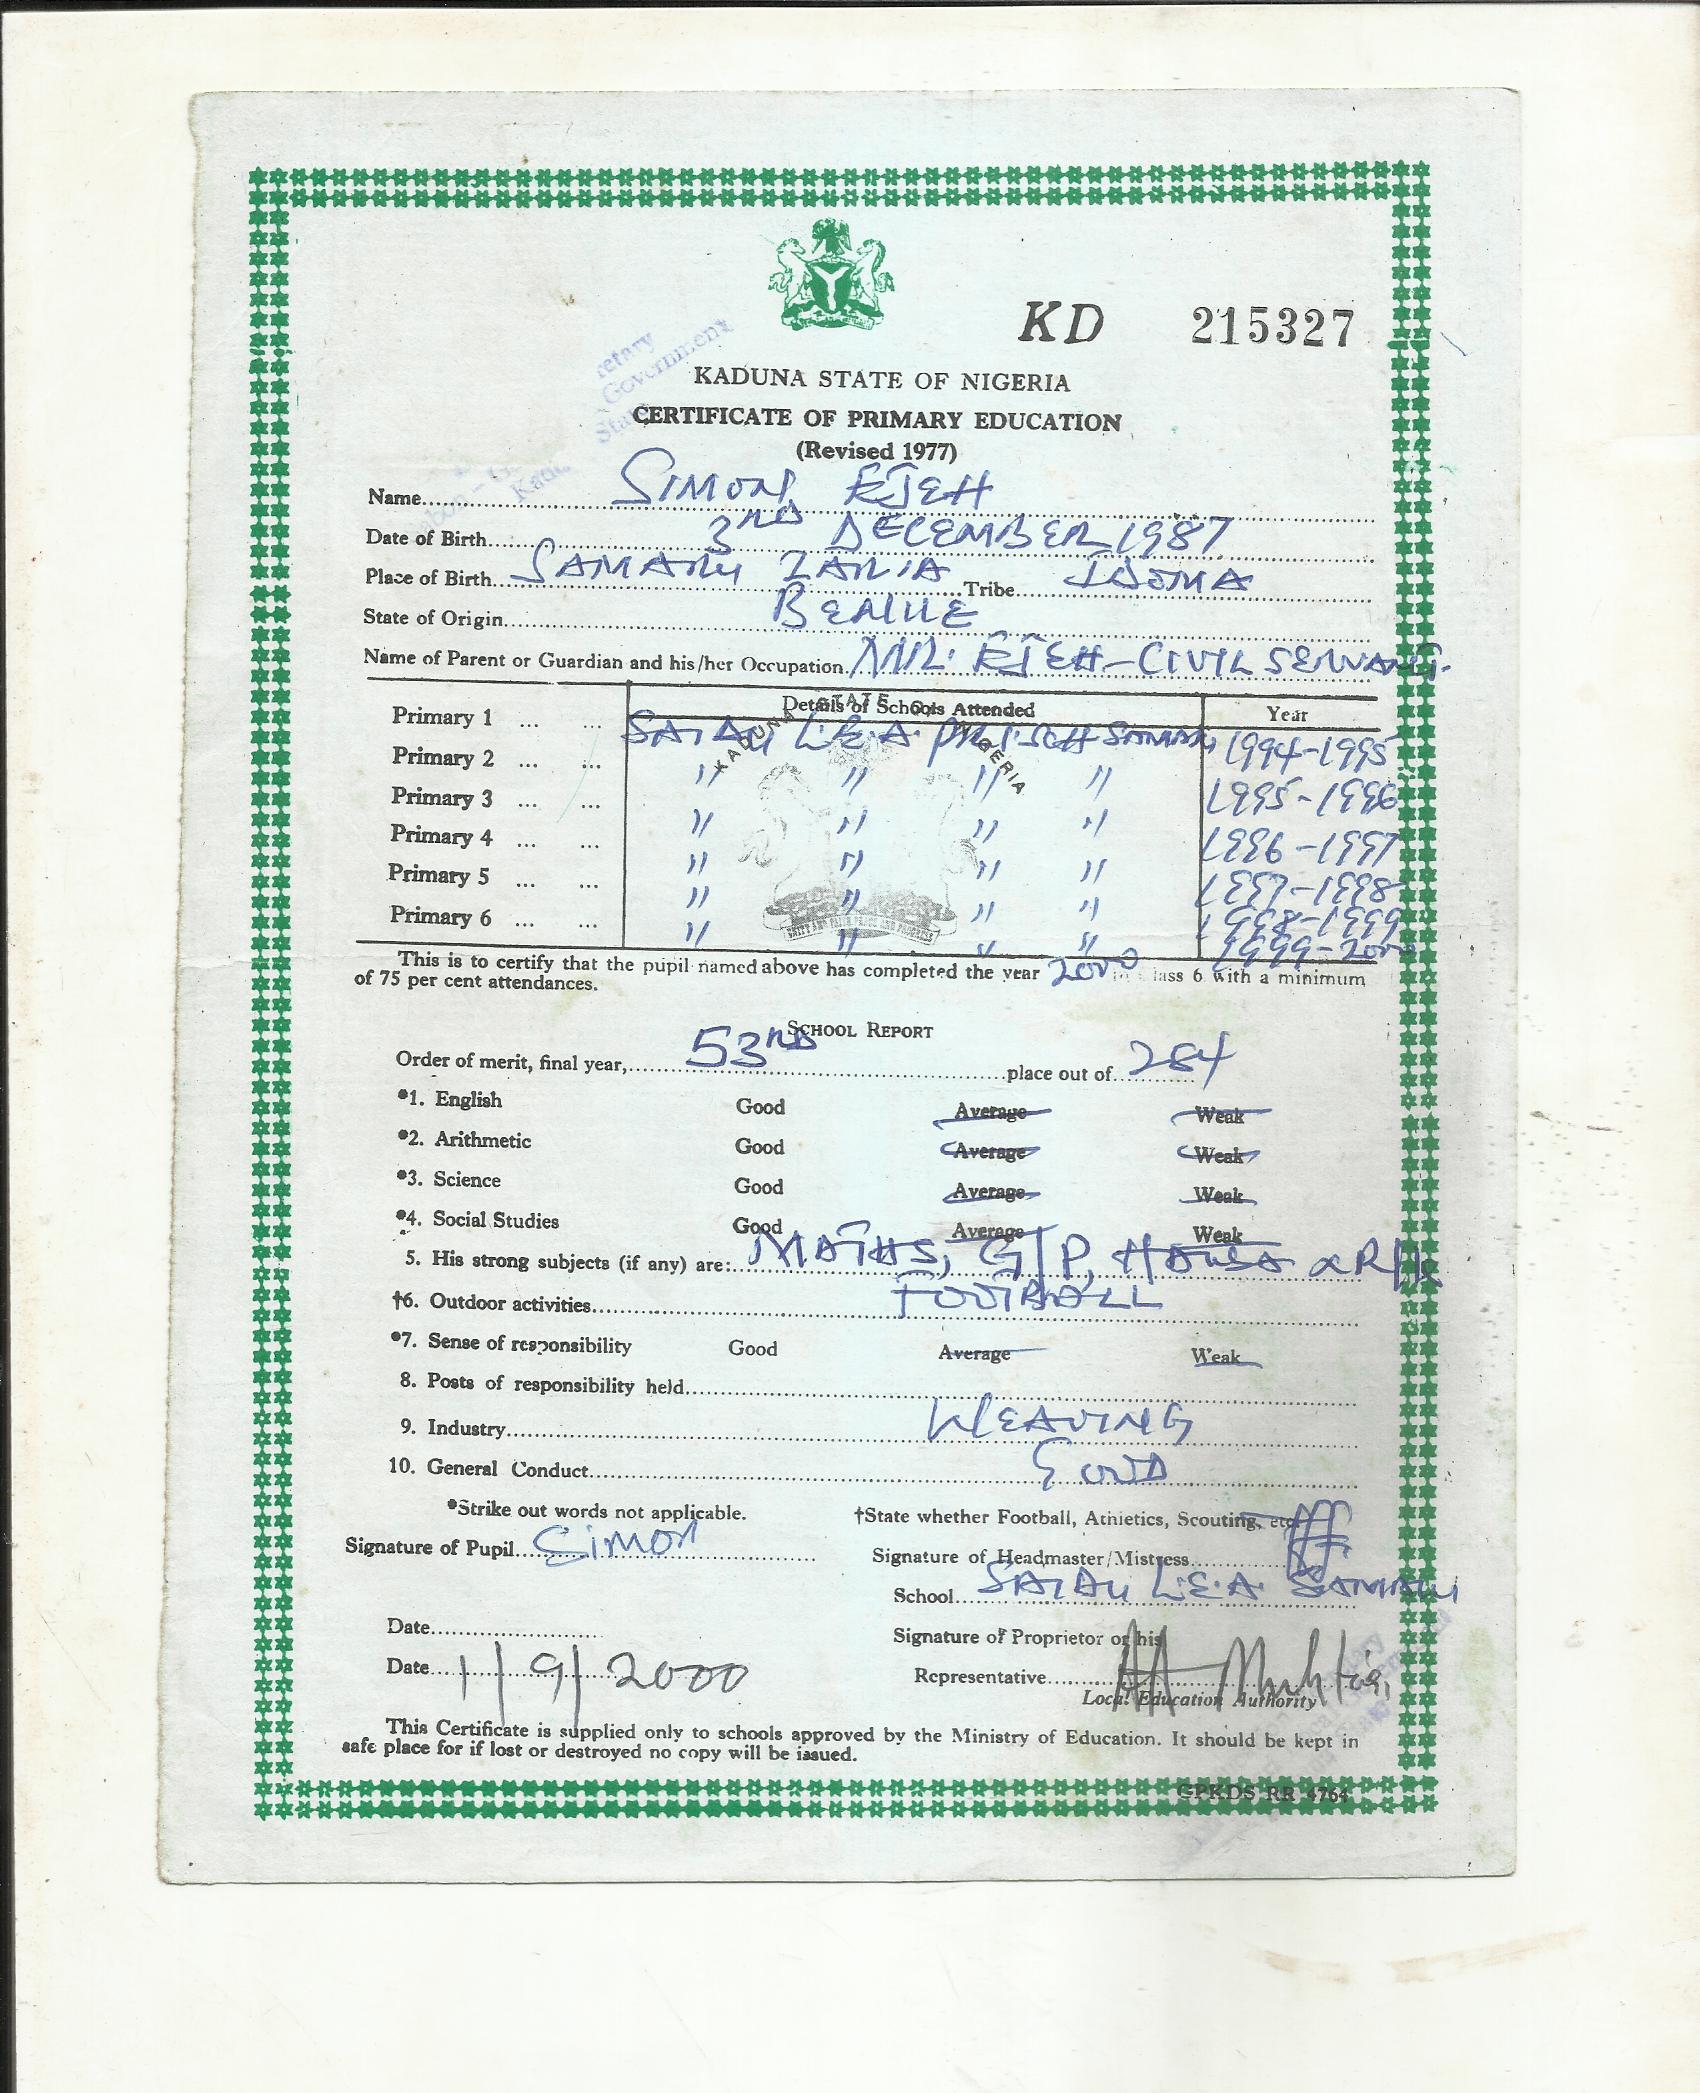 KD 215327
KADUNA STATE OF NIGERIA
CERTIFICATE OF PRIMARY EDUCATION
(Revised 1977)
retary
Government
State
Name SIMON EJEH
Date of Birth 3RD DECEMBER 1987
Place of Birth SAMARU ZARIA Tribe IDOMA
State of Origin BENUE
Name of Parent or Guardian and his/her Occupation MR. EJEH - CIVIL SERVANT.
Details of Schools Attended Year
KADUNA STATE OF NIGERIA
Primary 1 ... ... L.E.A. PRI. SCH SAMARU 1994-1995
Primary 2 ... ... " " " " 1995-1996
Primary 3 ... ... " " " " 1996-1997
Primary 4 ... ... " " " " 1997-1998
Primary 5 ... ... " " " " 1998-1999
Primary 6 ... ... " " " " 1999-2000
This is to certify that the pupil named above has completed the year 2000 in Class 6 with a minimum
of 75 per cent attendances.
SCHOOL REPORT
Order of merit, final year, 53RD place out of 284
*1. English Good Average Weak
*2. Arithmetic Good Average Weak
*3. Science Good Average Weak
*4. Social Studies Good Average Weak
5. His strong subjects (if any) are: MATHS, G/P, HAUSA &
†6. Outdoor activities FOOTBALL
*7. Sense of responsibility Good Average Weak
8. Posts of responsibility held
9. Industry WEAVING
10. General Conduct GOOD
*Strike out words not applicable. †State whether Football, Athletics, Scouting, etc.
Signature of Pupil SIMON
Signature of Headmaster/Mistress
School L.E.A. SAMARU
Date
Signature of Proprietor or his
Date 1/9/2000
Representative
Local Education Authority
This Certificate is supplied only to schools approved by the Ministry of Education. It should be kept in
safe place for if lost or destroyed no copy will be issued.
GPKDS RR 4764